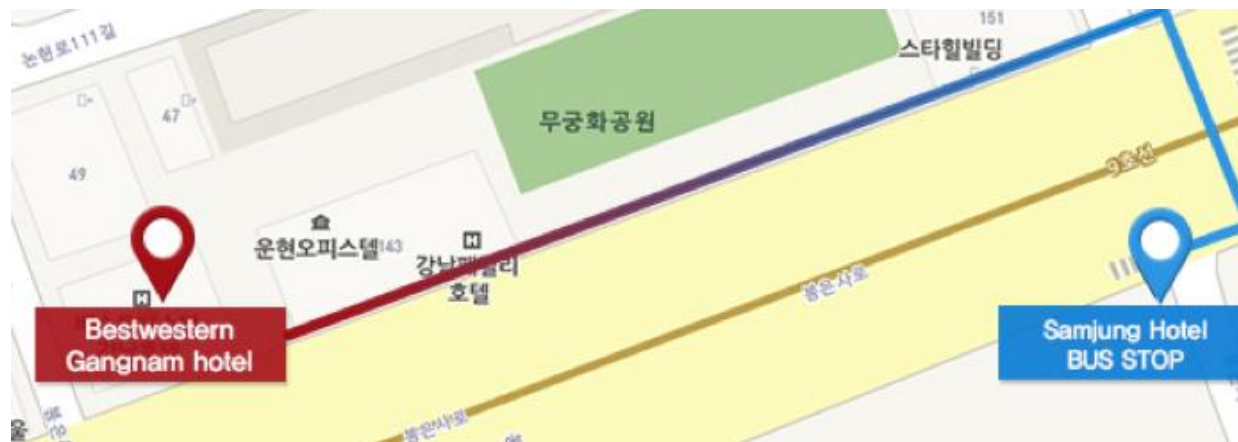 논현로111길
151
스타힐빌딩
47
무궁화공원
49
9호선
운현오피스텔
143
강남패밀리
호텔
봉은사로
Bestwestern
Gangnam hotel
Samjung Hotel
BUS STOP
봉은사로